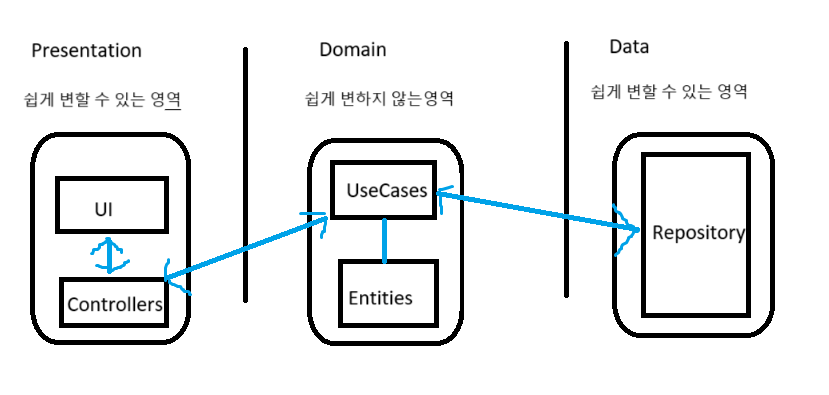 Presentation
쉽게 변할 수 있는 영역
UI
Controllers
Domain
쉽게 변하지 않는영역
UseCases
Entities
Data
쉽게 변할 수 있는 영역
Repository